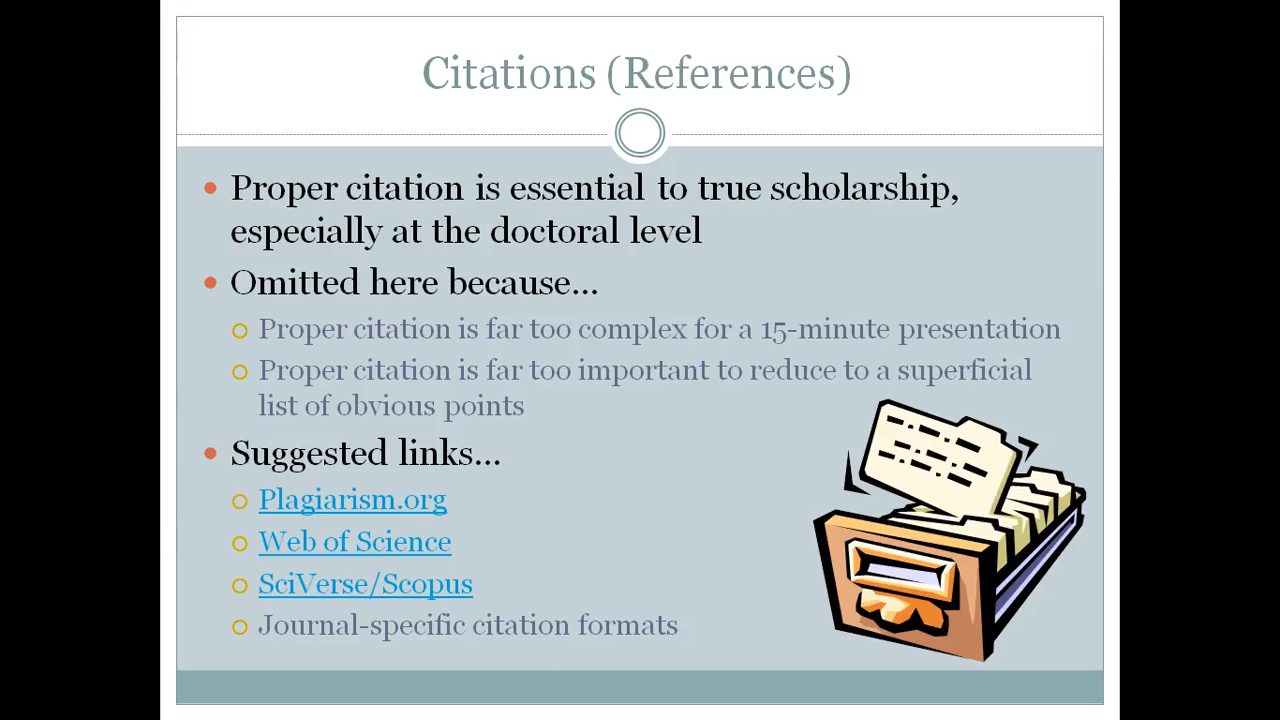 Citations (References)
• Proper citation is essential to true scholarship,
especially at the doctoral level
• Omitted here because...
○ Proper citation is far too complex for a 15-minute presentation
○ Proper citation is far too important to reduce to a superficial
list of obvious points
• Suggested links...
○ Plagiarism.org
○ Web of Science
○ SciVerse/Scopus
○ Journal-specific citation formats